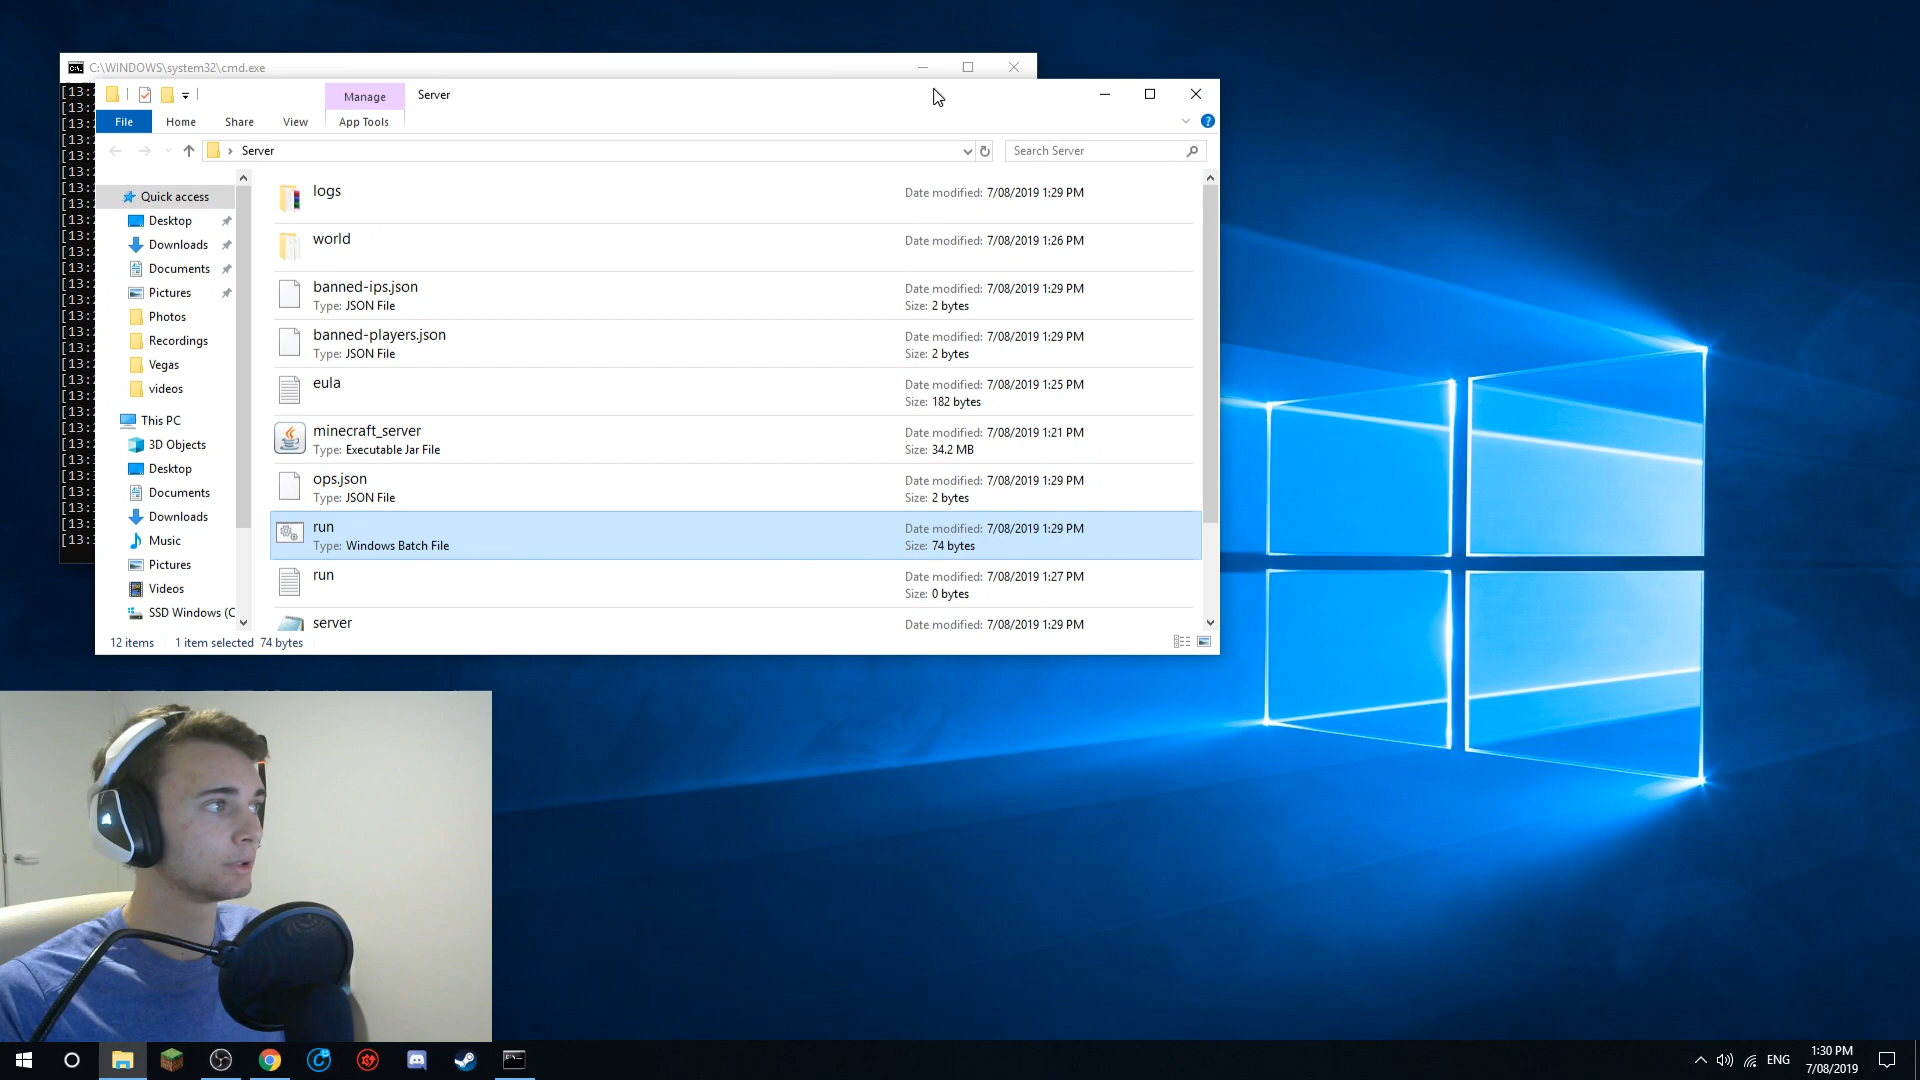 C:\WINDOWS\system32\cmd.exe
Manage
Server
File
Home
Share
View
App Tools
Server
Search Server
Quick access
Desktop
Downloads
Documents
Pictures
Photos
Recordings
Vegas
videos
This PC
3D Objects
Desktop
Documents
Downloads
Music
Pictures
Videos
SSD Windows (C
logs
Date modified: 7/08/2019 1:29 PM
world
Date modified: 7/08/2019 1:26 PM
banned-ips.json
Date modified: 7/08/2019 1:29 PM
Type: JSON File
Size: 2 bytes
banned-players.json
Date modified: 7/08/2019 1:29 PM
Type: JSON File
Size: 2 bytes
eula
Date modified: 7/08/2019 1:25 PM
Size: 182 bytes
minecraft_server
Date modified: 7/08/2019 1:21 PM
Type: Executable Jar File
Size: 34.2 MB
ops.json
Date modified: 7/08/2019 1:29 PM
Type: JSON File
Size: 2 bytes
run
Date modified: 7/08/2019 1:29 PM
Type: Windows Batch File
Size: 74 bytes
run
Date modified: 7/08/2019 1:27 PM
Size: 0 bytes
server
Date modified: 7/08/2019 1:29 PM
12 items
1 item selected 74 bytes
ENG
1:30 PM
7/08/2019